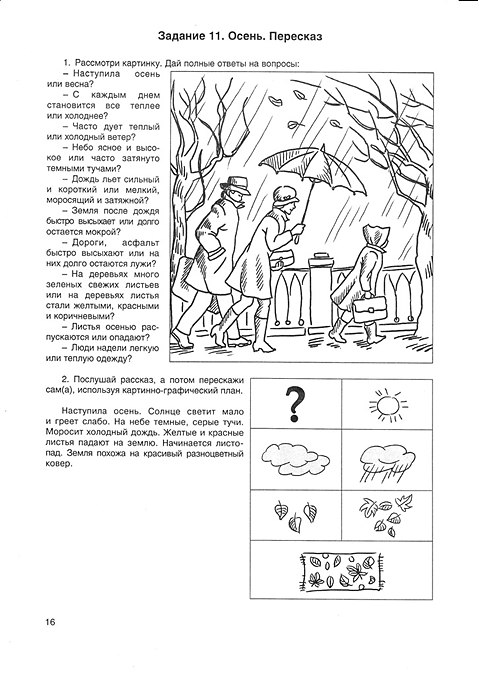 Задание 11. Осень. Пересказ
1. Рассмотри картинку. Дай полные ответы на вопросы:
– Наступила осень
или весна?
– С каждым днем
становится все теплее
или холоднее?
– Часто дует теплый
или холодный ветер?
– Небо ясное и высо-
кое или часто затянуто
темными тучами?
– Дождь льет сильный
и короткий или мелкий,
моросящий и затяжной?
– Земля после дождя
быстро высыхает или долго
остается мокрой?
– Дороги, асфальт
быстро высыхают или на
них долго остаются лужи?
– На деревьях много
зеленых свежих листьев
или на деревьях листья
стали желтыми, красными
и коричневыми?
– Листья осенью рас-
пускаются или опадают?
– Люди надели легкую
или теплую одежду?
2. Послушай рассказ, а потом перескажи
сам(а), используя картинно-графический план.
Наступила осень. Солнце светит мало
и греет слабо. На небе темные, серые тучи.
Моросит холодный дождь. Желтые и красные
листья падают на землю. Начинается листо-
пад. Земля похожа на красивый разноцветный
ковер.
?
16